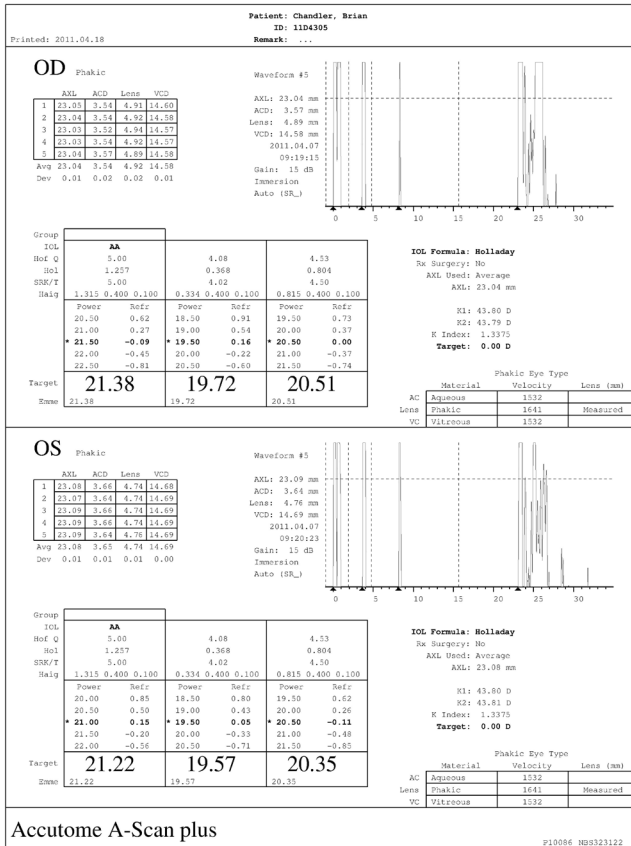 Patient: Chandler, Brian
ID: 11D4305
Printed: 2011.04.18 Remark: ...
OD Phakic
AXL ACD Lens VCD
1 23.05 3.54 4.91 14.60
2 23.04 3.54 4.92 14.58
3 23.03 3.52 4.94 14.57
4 23.03 3.54 4.92 14.57
5 23.04 3.57 4.89 14.58
Avg 23.04 3.54 4.92 14.58
Dev 0.01 0.02 0.02 0.01
Waveform #5
AXL: 23.04 mm
ACD: 3.57 mm
Lens: 4.89 mm
VCD: 14.58 mm
2011.04.07
09:19:15
Gain: 15 dB
Immersion
Auto (SR_)
0 5 10 15 20 25 30
Group
IOL AA
Hof Q 5.00 4.08 4.53
Hol 1.257 0.368 0.804
SRK/T 5.00 4.02 4.50
Haig 1.315 0.400 0.100 0.334 0.400 0.100 0.815 0.400 0.100
Power Refr Power Refr Power Refr
20.50 0.62 18.50 0.91 19.50 0.73
21.00 0.27 19.00 0.54 20.00 0.37
* 21.50 -0.09 * 19.50 0.16 * 20.50 0.00
22.00 -0.45 20.00 -0.22 21.00 -0.37
22.50 -0.81 20.50 -0.60 21.50 -0.74
Target 21.38 19.72 20.51
Emme 21.38 19.72 20.51
IOL Formula: Holladay
Rx Surgery: No
AXL Used: Average
AXL: 23.04 mm
K1: 43.80 D
K2: 43.79 D
K Index: 1.3375
Target: 0.00 D
Phakic Eye Type
Material Velocity Lens (mm)
AC Aqueous 1532
Lens Phakic 1641 Measured
VC Vitreous 1532
OS Phakic
AXL ACD Lens VCD
1 23.08 3.66 4.74 14.68
2 23.07 3.64 4.74 14.69
3 23.09 3.66 4.74 14.69
4 23.09 3.66 4.74 14.69
5 23.09 3.64 4.76 14.69
Avg 23.08 3.65 4.74 14.69
Dev 0.01 0.01 0.01 0.00
Waveform #5
AXL: 23.09 mm
ACD: 3.64 mm
Lens: 4.76 mm
VCD: 14.69 mm
2011.04.07
09:20:23
Gain: 15 dB
Immersion
Auto (SR_)
0 5 10 15 20 25 30
Group
IOL AA
Hof Q 5.00 4.08 4.53
Hol 1.257 0.368 0.804
SRK/T 5.00 4.02 4.50
Haig 1.315 0.400 0.100 0.334 0.400 0.100 0.815 0.400 0.100
Power Refr Power Refr Power Refr
20.00 0.85 18.50 0.80 19.50 0.62
20.50 0.50 19.00 0.43 20.00 0.26
* 21.00 0.15 * 19.50 0.05 * 20.50 -0.11
21.50 -0.20 20.00 -0.33 21.00 -0.48
22.00 -0.56 20.50 -0.71 21.50 -0.85
Target 21.22 19.57 20.35
Emme 21.22 19.57 20.35
IOL Formula: Holladay
Rx Surgery: No
AXL Used: Average
AXL: 23.08 mm
K1: 43.80 D
K2: 43.81 D
K Index: 1.3375
Target: 0.00 D
Phakic Eye Type
Material Velocity Lens (mm)
AC Aqueous 1532
Lens Phakic 1641 Measured
VC Vitreous 1532
Accutome A-Scan plus
P10086 NBS323122